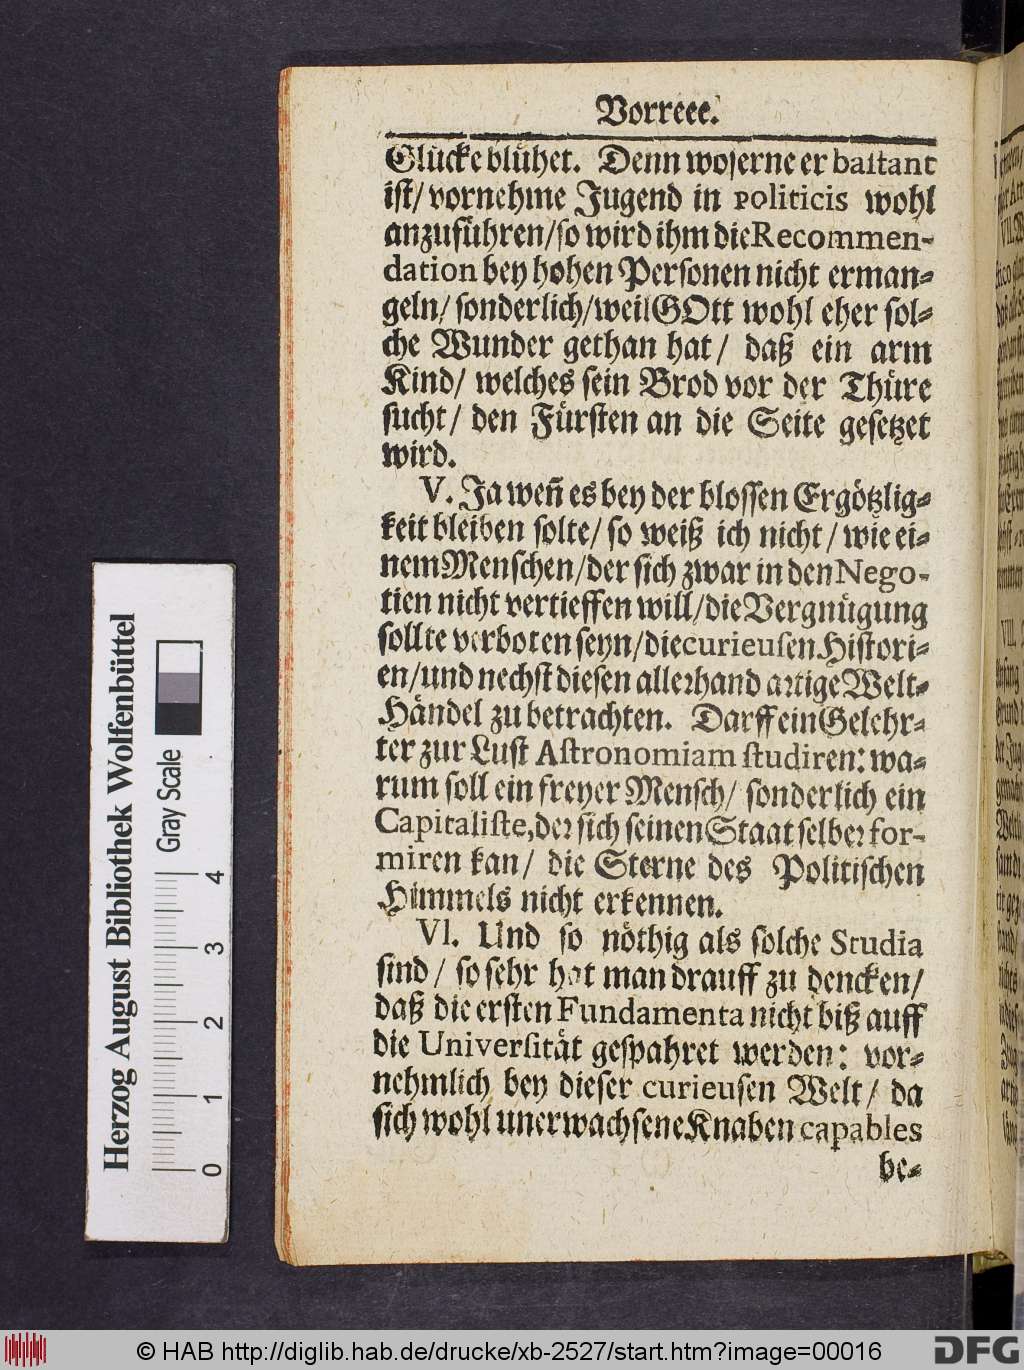 Vorreee.
Glücke blühet. Denn woferne er bastant
ist/ vornehme Jugend in Politicis wohl
anzuführen/ so wird ihm die Recommen-
dation bey hohen Personen nicht erman-
geln/ sonderlich/ weil GOtt wohl eher sol-
che Wunder gethan hat/ daß ein arm
Kind/ welches sein Brod vor der Thüre
sucht/ den Fürsten an die Seite gesetzet
wird.
V. Ja weñ es bey der blossen Ergötzlig-
keit bleiben solte/ so weiß ich nicht/ wie ei-
nem Menschen/ der sich zwar in den Nego-
tien nicht vertieffen will/ die Vergnügung
sollte verboten seyn/ die curieusen Histori-
en/ und nechst diesen allerhand artige Welt-
Händel zu betrachten. Darff ein Gelehr-
ter zur Lust Astronomiam studiren: wa-
rum soll ein freyer Mensch/ sonderlich ein
Capitaliste, der sich seinen Staat selber for-
miren kan/ die Sterne des Politischen
Himmels nicht erkennen.
VI. Und so nöthig als solche Studia
sind/ so sehr hat man drauff zu dencken/
daß die ersten Fundamenta nicht biß auff
die Universität gespahret werden: vor-
nehmlich bey dieser curieusen Welt/ da
sich wohl unerwachsene Knaben capables
be-
Herzog August Bibliothek Wolfenbüttel
Gray Scale
0 1 2 3 4
© HAB http://diglib.hab.de/drucke/xb-2527/start.htm?image=00016
DFG